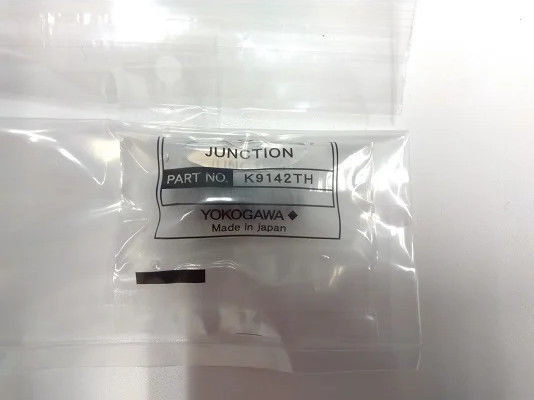 JUNCTION
PART NO. K9142TH
YOKOGAWA
Made in Japan